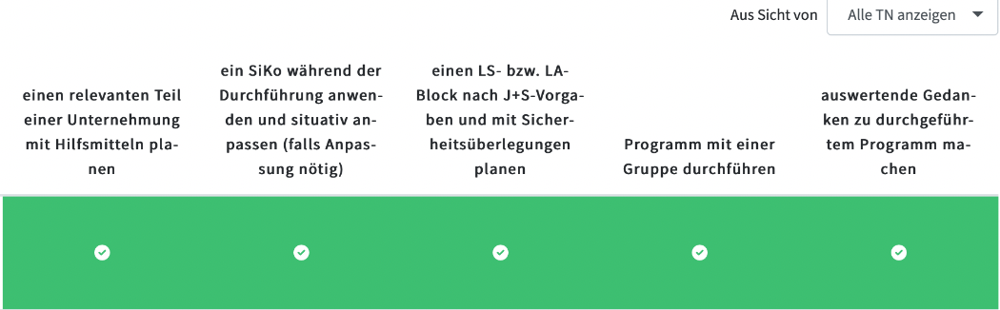 Aus Sicht von Alle TN anzeigen
einen relevanten Teil
einer Unternehmung
mit Hilfsmitteln pla-
nen
ein SiKo während der
Durchführung anwen-
den und situativ an-
passen (falls Anpas-
sung nötig)
einen LS- bzw. LA-
Block nach J+S-Vorga-
ben und mit Sicher-
heitsüberlegungen
planen
Programm mit einer
Gruppe durchführen
auswertende Gedan-
ken zu durchgeführ-
tem Programm ma-
chen